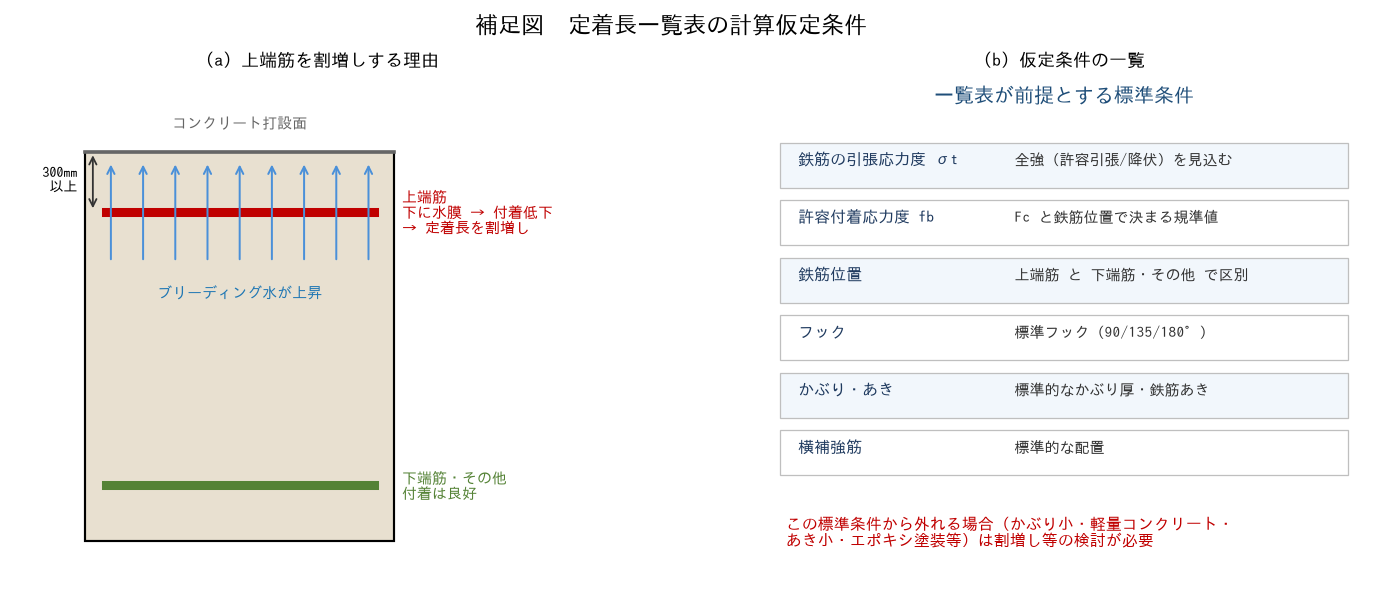 補足図　定着長一覧表の計算仮定条件
(a) 上端筋を割増しする理由
コンクリート打設面
300mm
以上
上端筋
下に水膜 → 付着低下
→ 定着長を割増し
ブリーディング水が上昇
下端筋・その他
付着は良好
(b) 仮定条件の一覧
一覧表が前提とする標準条件
鉄筋の引張応力度 σt　全強（許容引張/降伏）を見込む
許容付着応力度 fb　Fc と鉄筋位置で決まる規準値
鉄筋位置　上端筋 と 下端筋・その他 で区別
フック　標準フック（90/135/180°）
かぶり・あき　標準的なかぶり厚・鉄筋あき
横補強筋　標準的な配置
この標準条件から外れる場合（かぶり小・軽量コンクリート・
あき小・エポキシ塗装等）は割増し等の検討が必要